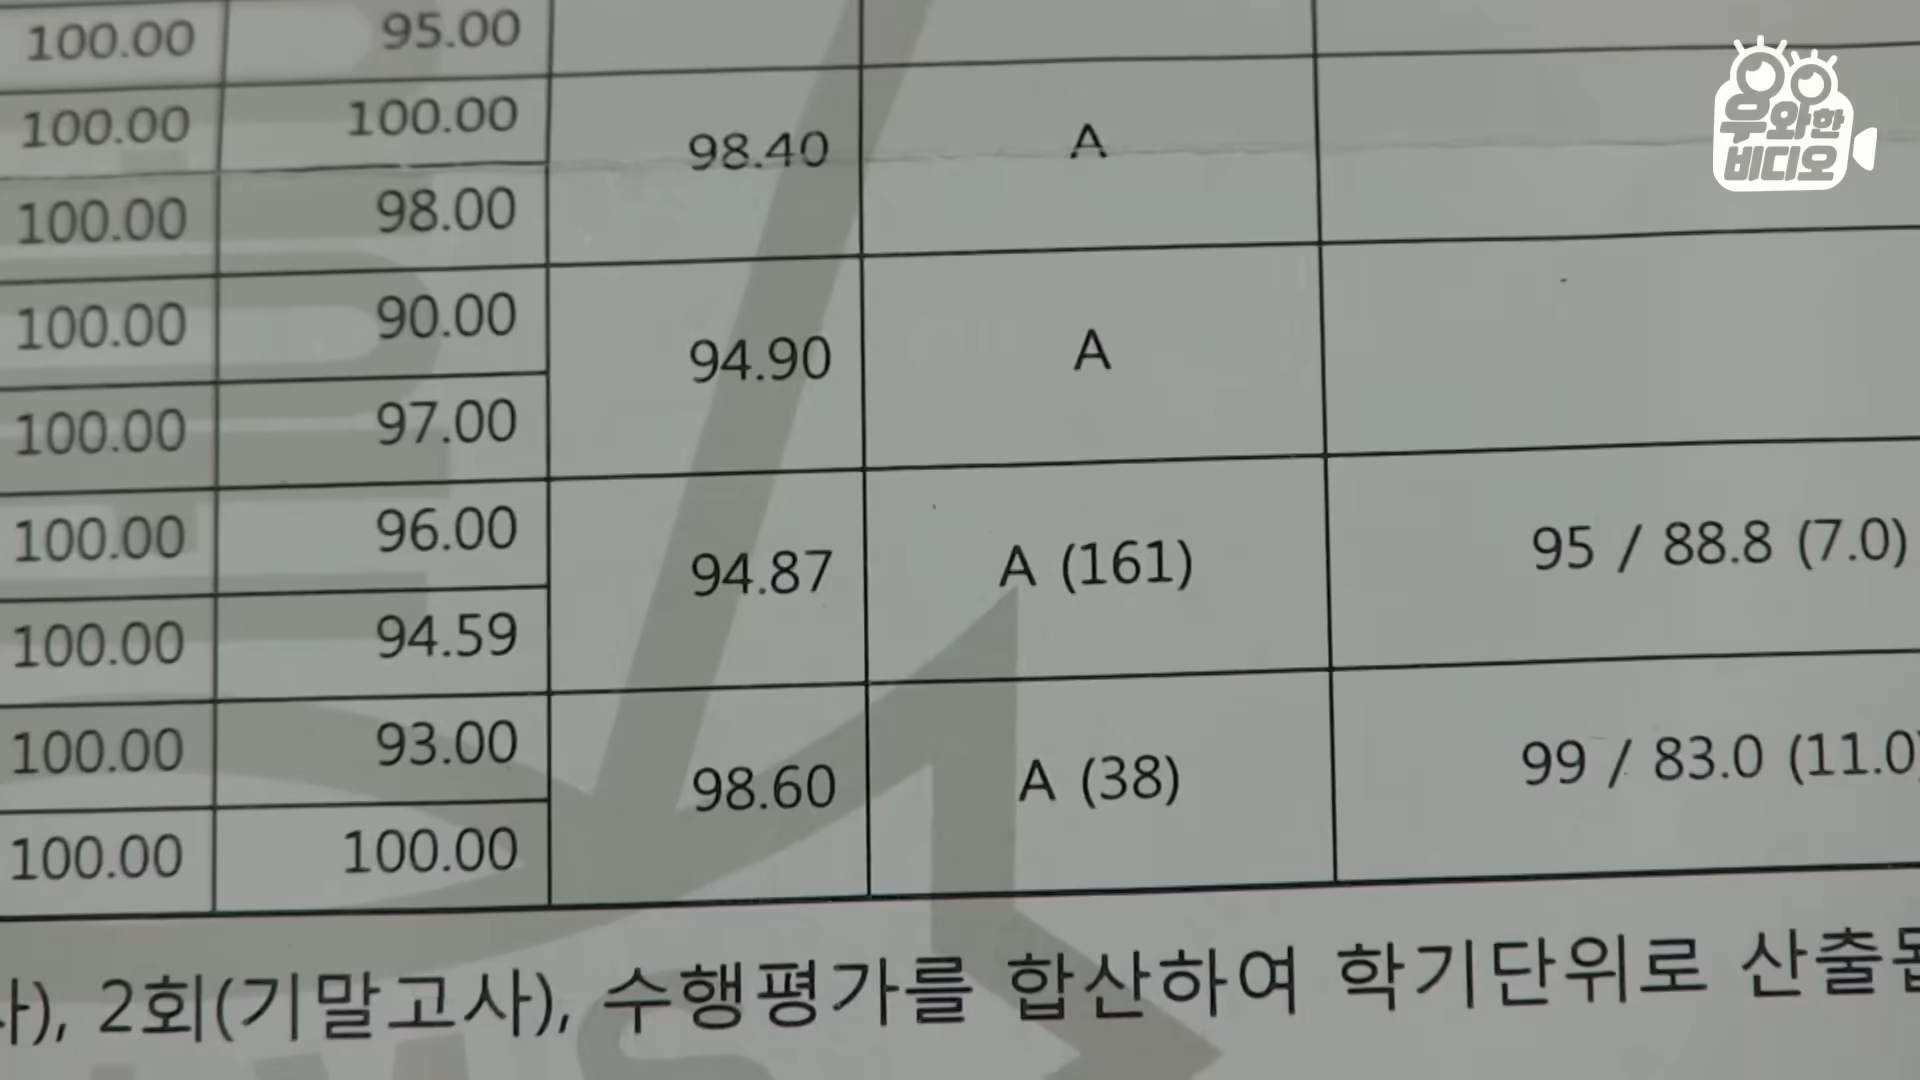 100.00 95.00
우와한
비디오
100.00 100.00
98.40 A
100.00 98.00
100.00 90.00
94.90 A
100.00 97.00
100.00 96.00
94.87 A (161) 95 / 88.8 (7.0)
100.00 94.59
100.00 93.00
98.60 A (38) 99 / 83.0 (11.0)
100.00 100.00
), 2회(기말고사), 수행평가를 합산하여 학기단위로 산출